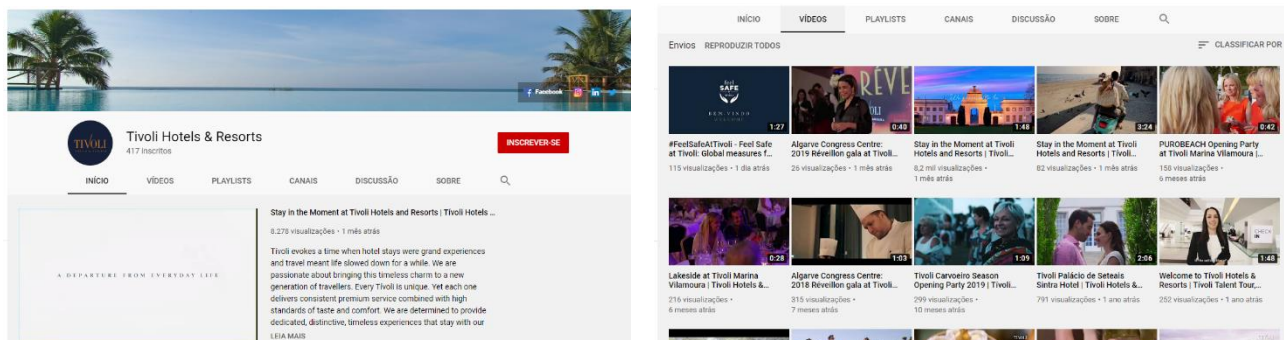 Facebook
TIVOLI
Tivoli Hotels & Resorts
417 inscritos
INSCREVER-SE
INÍCIO VÍDEOS PLAYLISTS CANAIS DISCUSSÃO SOBRE
A DEPARTURE FROM EVERYDAY LIFE
Stay in the Moment at Tivoli Hotels and Resorts | Tivoli Hotels ...
8.278 visualizações • 1 mês atrás
Tivoli evokes a time when hotel stays were grand experiences
and travel meant life slowed down for a while. We are
passionate about bringing this timeless charm to a new
generation of travellers. Every Tivoli is unique. Yet each one
delivers consistent premium service combined with high
standards of taste and comfort. We are determined to provide
dedicated, distinctive, timeless experiences that stay with our
LEIA MAIS
INÍCIO VÍDEOS PLAYLISTS CANAIS DISCUSSÃO SOBRE
Envios REPRODUZIR TODOS
CLASSIFICAR POR
feel
SAFE
BEM-VINDO
1:27
RÉVE
0:40
1:48
3:24
0:42
#FeelSafeAtTivoli - Feel Safe
at Tivoli: Global measures f...
115 visualizações • 1 dia atrás
Algarve Congress Centre:
2019 Réveillon gala at Tivoli...
26 visualizações • 1 mês atrás
Stay in the Moment at Tivoli
Hotels and Resorts | Tivoli...
8,2 mil visualizações •
1 mês atrás
Stay in the Moment at Tivoli
Hotels and Resorts | Tivoli...
82 visualizações • 1 mês atrás
PUROBEACH Opening Party
at Tivoli Marina Vilamoura |...
158 visualizações •
6 meses atrás
0:28
1:03
1:09
2:06
CHECK
IN
1:48
Lakeside at Tivoli Marina
Vilamoura | Tivoli Hotels &...
216 visualizações •
6 meses atrás
Algarve Congress Centre:
2018 Réveillon gala at Tivoli...
315 visualizações •
7 meses atrás
Tivoli Carvoeiro Season
Opening Party 2019 | Tivoli...
299 visualizações •
10 meses atrás
Tivoli Palácio de Seteais
Sintra Hotel | Tivoli Hotels &...
791 visualizações • 1 ano atrás
Welcome to Tivoli Hotels &
Resorts | Tivoli Talent Tour,...
252 visualizações • 1 ano atrás